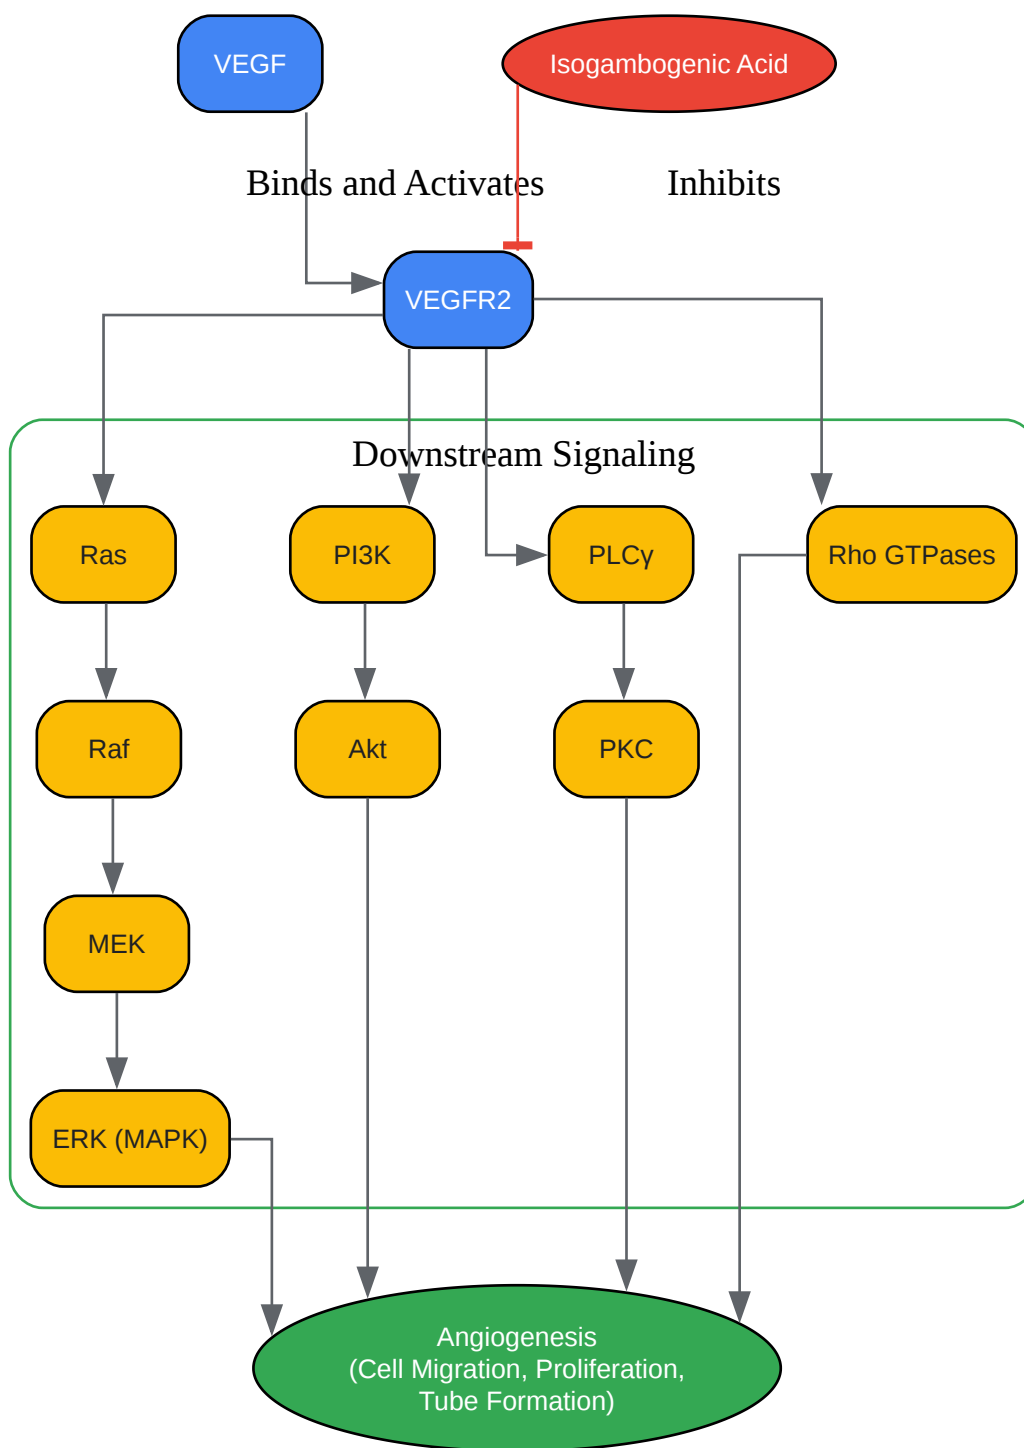 VEGF
Isogambogenic Acid
Binds and Activates
Inhibits
VEGFR2
Downstream Signaling
Ras
PI3K
PLCγ
Rho GTPases
Raf
Akt
PKC
MEK
ERK (MAPK)
Angiogenesis
(Cell Migration, Proliferation,
Tube Formation)